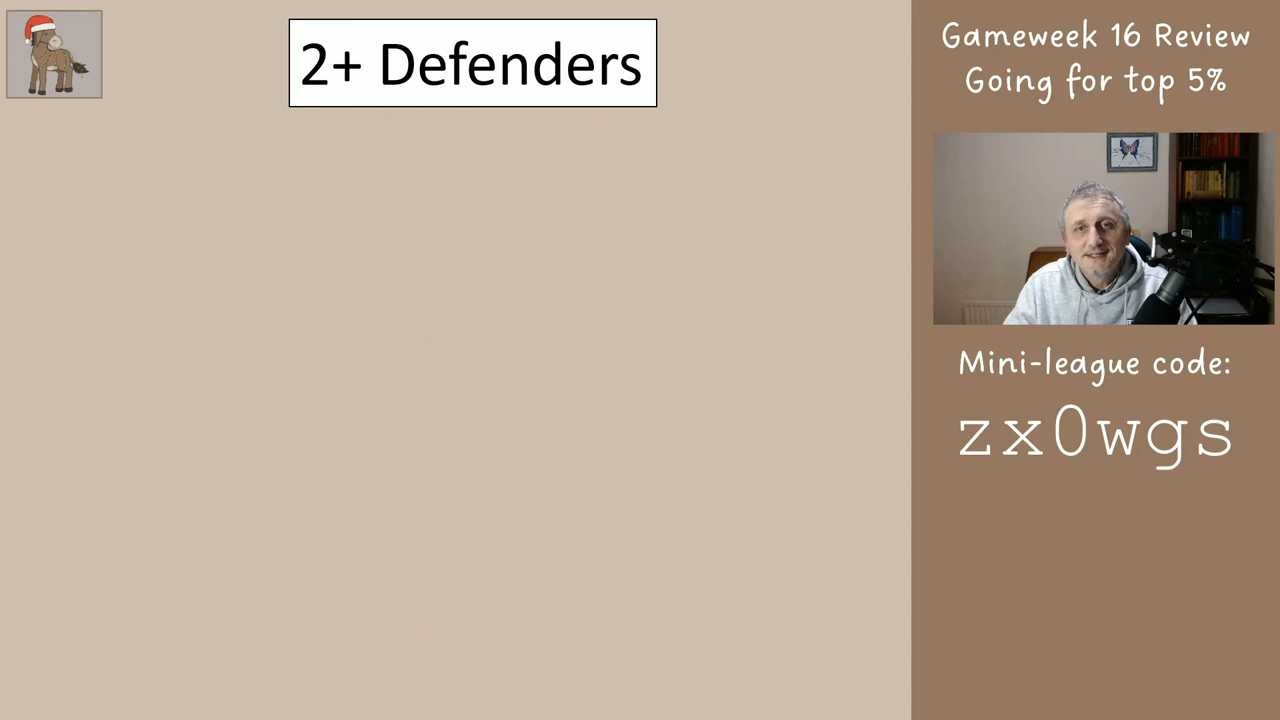 2+ Defenders
Gameweek 16 Review
Going for top 5%
Mini-league code:
zx0wgs